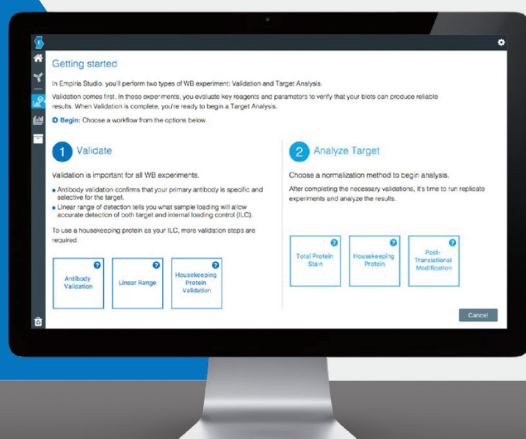 Getting started
In Empiria Studio, you'll perform two types of WB experiment: Validation and Target Analysis.
Validation comes first. In these experiments, you evaluate key reagents and parameters to verify that your blots can produce reliable
results. When Validation is complete, you're ready to begin a Target Analysis.
Begin: Choose a workflow from the options below.
1 Validate
Validation is important for all WB experiments.
Antibody validation confirms that your primary antibody is specific and
selective for the target.
Linear range of detection tells you what sample loading will allow
accurate detection of both target and internal loading control (ILC).
To use a housekeeping protein as your ILC, more validation steps are
required.
?
Antibody
Validation
?
Linear Range
?
Housekeeping
Protein
Validation
2 Analyze Target
Choose a normalization method to begin analysis.
After completing the necessary validations, it's time to run replicate
experiments and analyze the results.
?
Total Protein
Stain
?
Housekeeping
Protein
?
Post-
Translational
Modification
Cancel